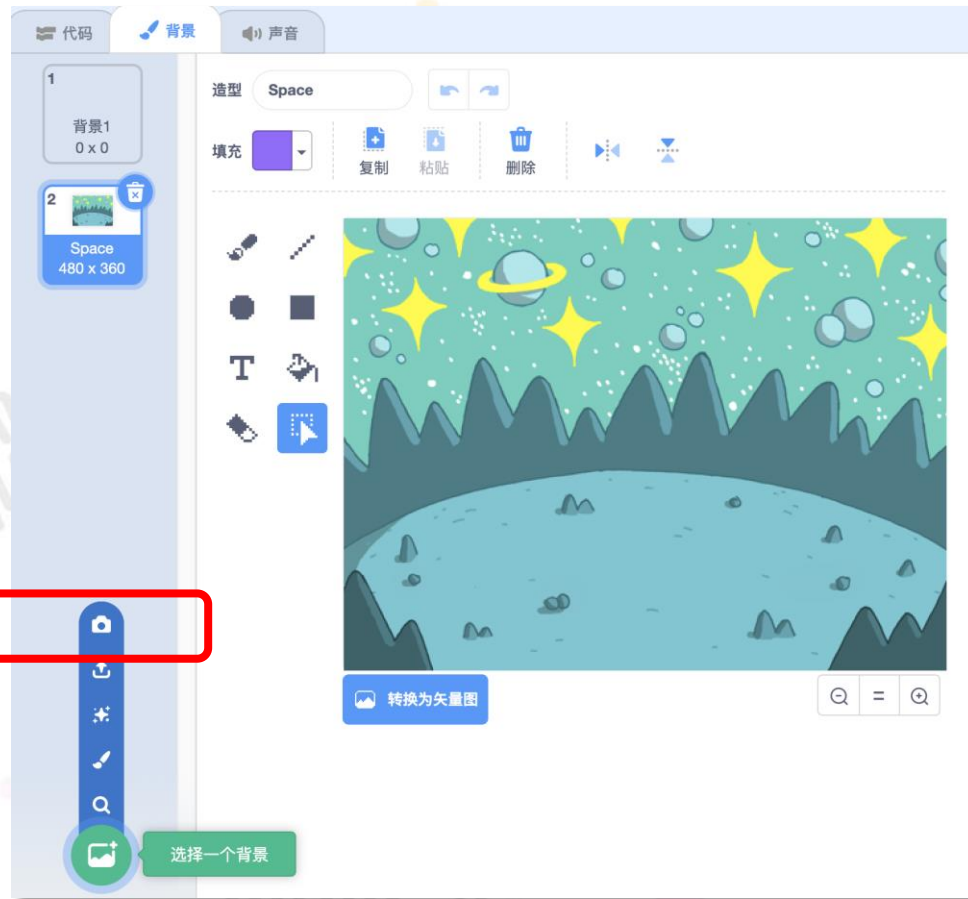 代码 背景 声音
1
背景1
0 x 0
2
Space
480 x 360
造型 Space
填充 复制 粘贴 删除
T
转换为矢量图
选择一个背景